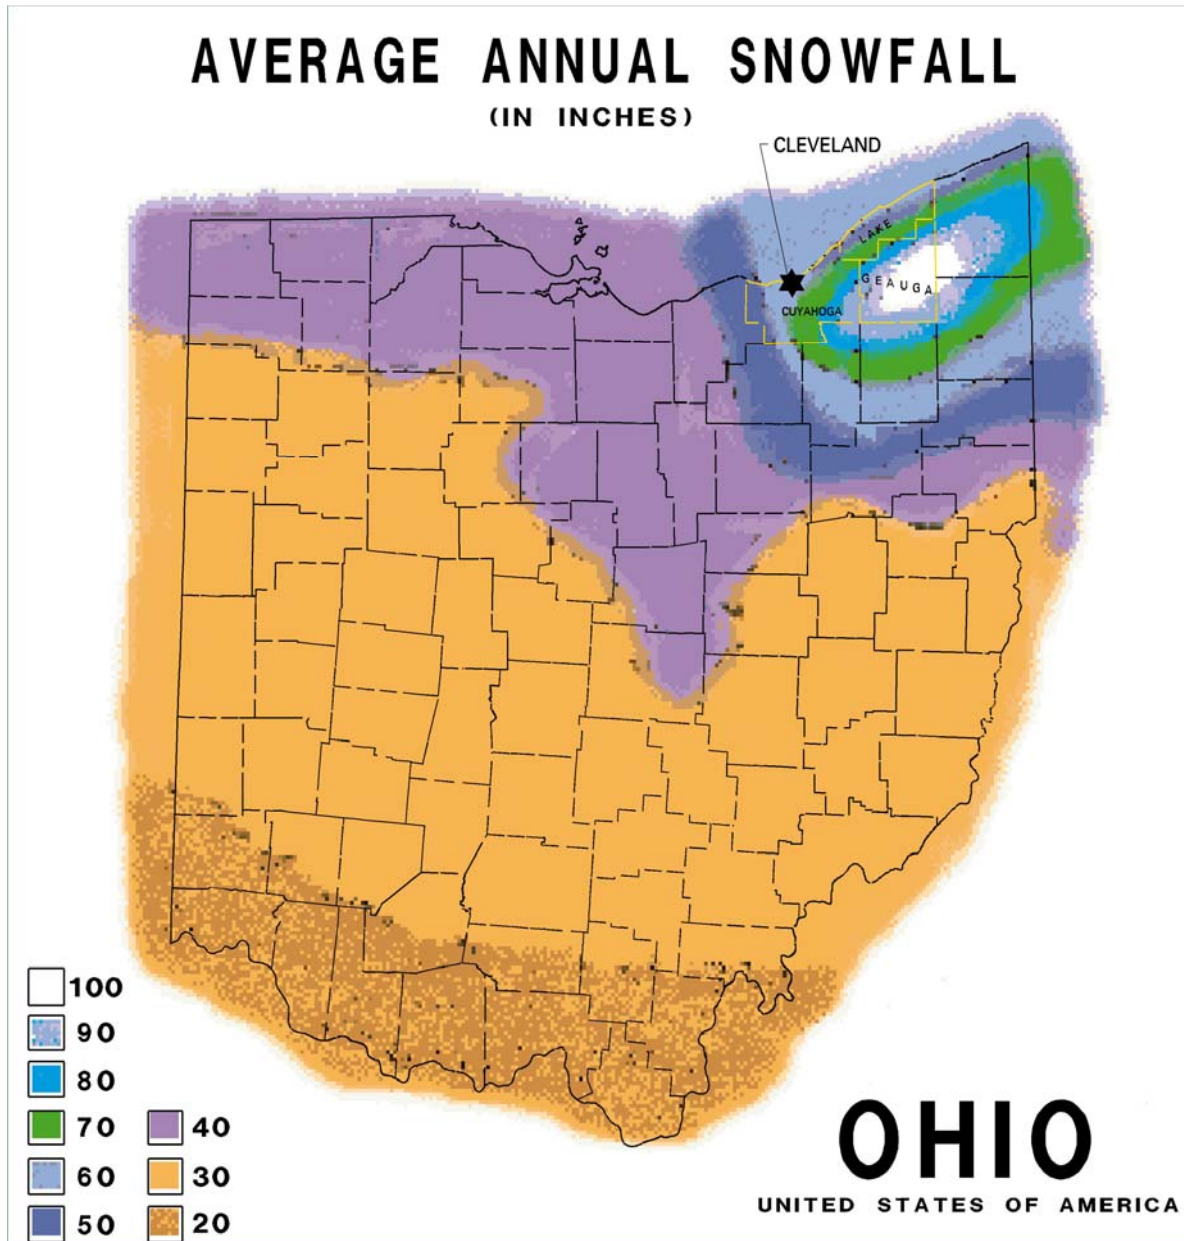 AVERAGE ANNUAL SNOWFALL
(IN INCHES)
CLEVELAND
LAKE
GEAUGA
CUYAHOGA
100
90
80
70
60
50
40
30
20
OHIO
UNITED STATES OF AMERICA